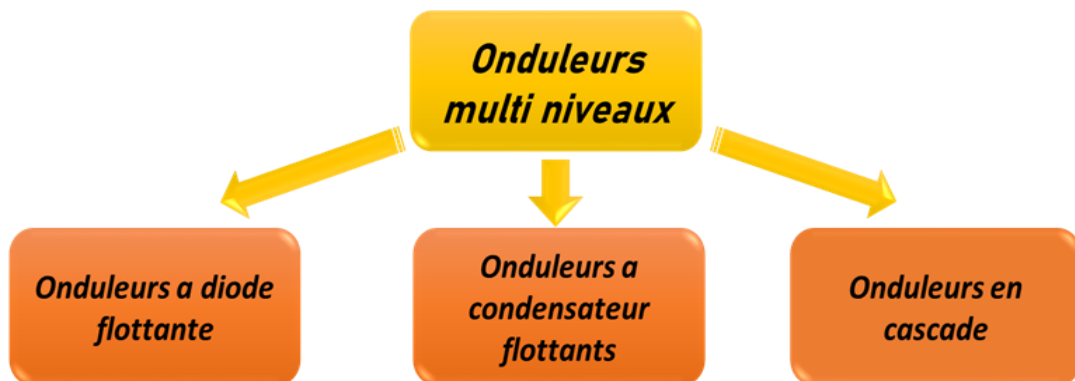 Onduleurs
multi niveaux
Onduleurs a diode
flottante
Onduleurs a
condensateur
flottants
Onduleurs en
cascade